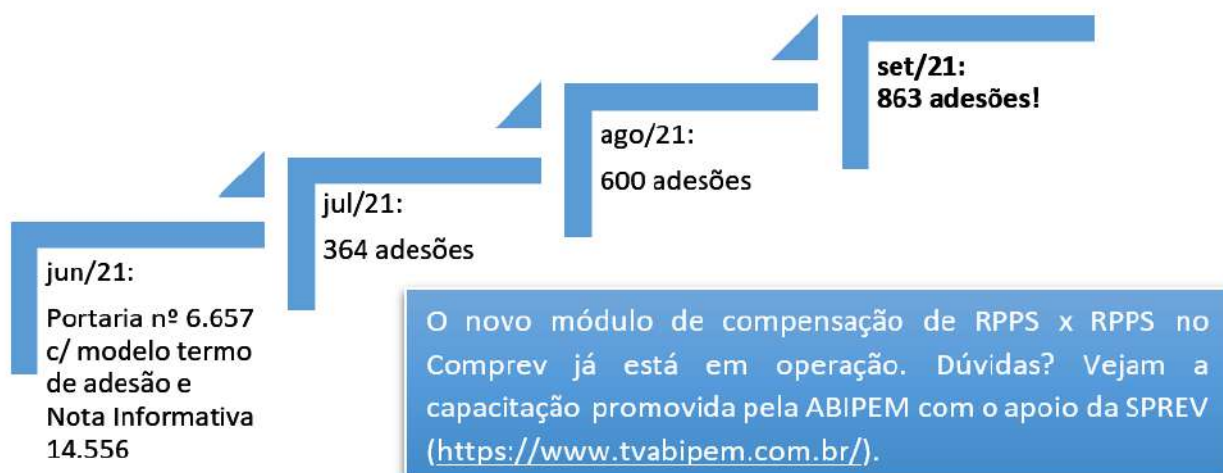 jun/21:
Portaria nº 6.657
c/ modelo termo
de adesão e
Nota Informativa
14.556
jul/21:
364 adesões
ago/21:
600 adesões
set/21:
863 adesões!
O novo módulo de compensação de RPPS x RPPS no
Comprev já está em operação. Dúvidas? Vejam a
capacitação promovida pela ABIPEM com o apoio da SPREV
(https://www.tvabipem.com.br/).